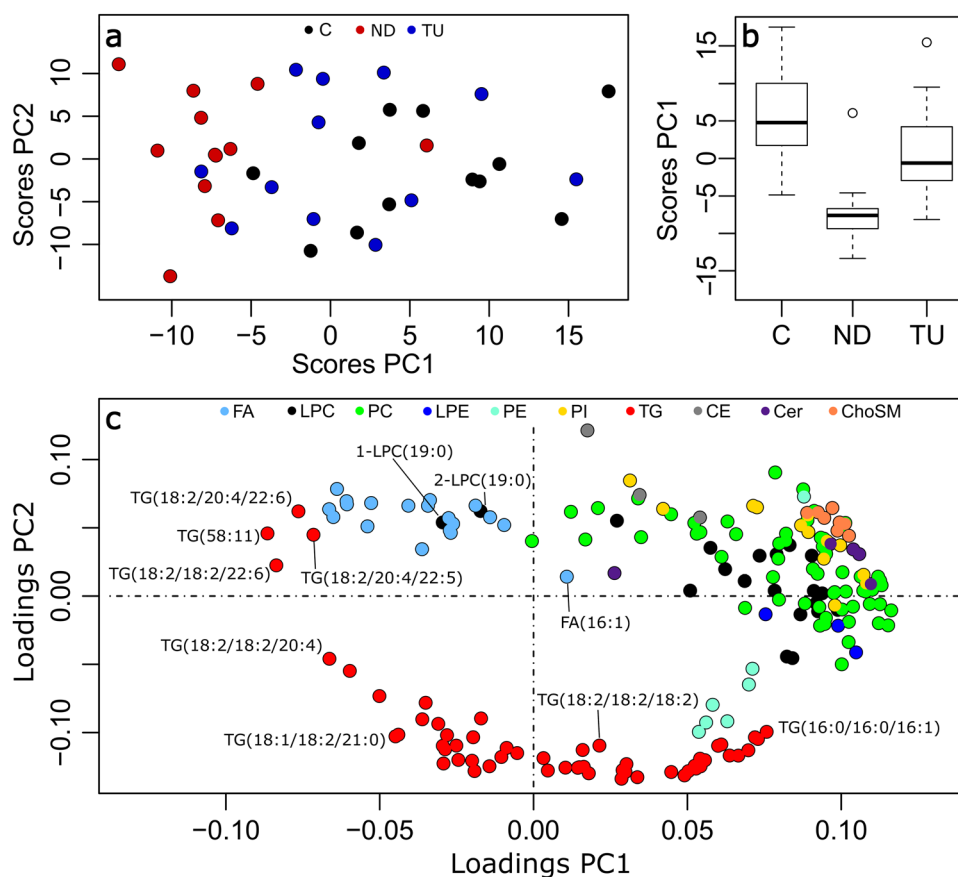 a
C ND TU
Scores PC2
10
5
0
−5
−10
−10 −5 0 5 10 15
Scores PC1
b
Scores PC1
15
5
0
−5
−15
C ND TU
c
FA LPC PC LPE PE PI TG CE Cer ChoSM
Loadings PC2
0.10
0.00
−0.10
1-LPC(19:0)
2-LPC(19:0)
TG(18:2/20:4/22:6)
TG(58:11)
TG(18:2/18:2/22:6)
TG(18:2/20:4/22:5)
FA(16:1)
TG(18:2/18:2/20:4)
TG(18:2/18:2/18:2)
TG(18:1/18:2/21:0)
TG(16:0/16:0/16:1)
−0.10 −0.05 0.00 0.05 0.10
Loadings PC1